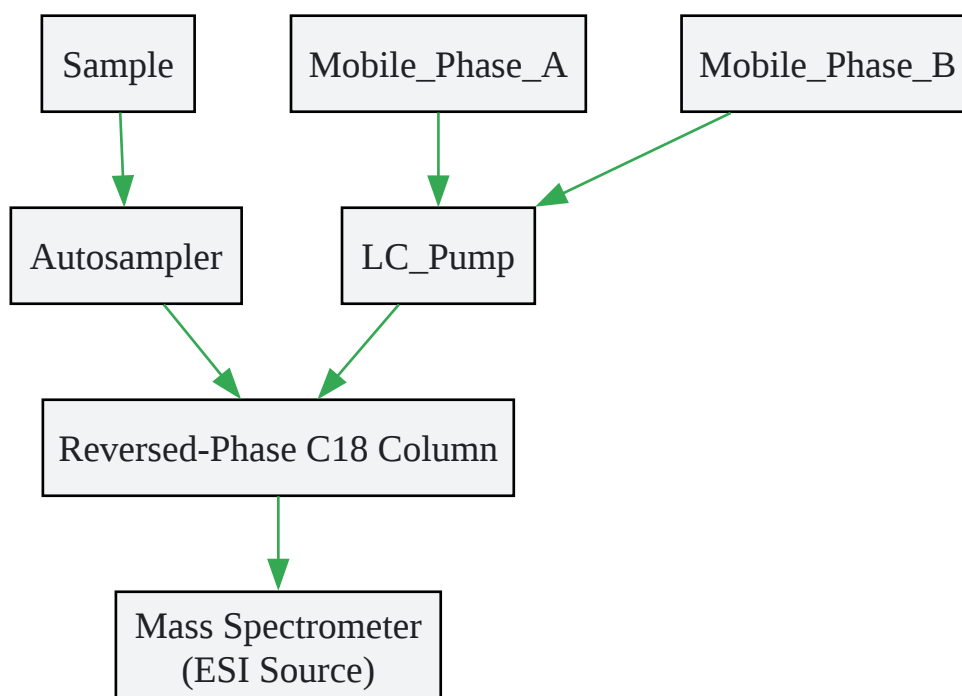 Sample
Mobile_Phase_A
Mobile_Phase_B
Autosampler
LC_Pump
Reversed-Phase C18 Column
Mass Spectrometer
(ESI Source)